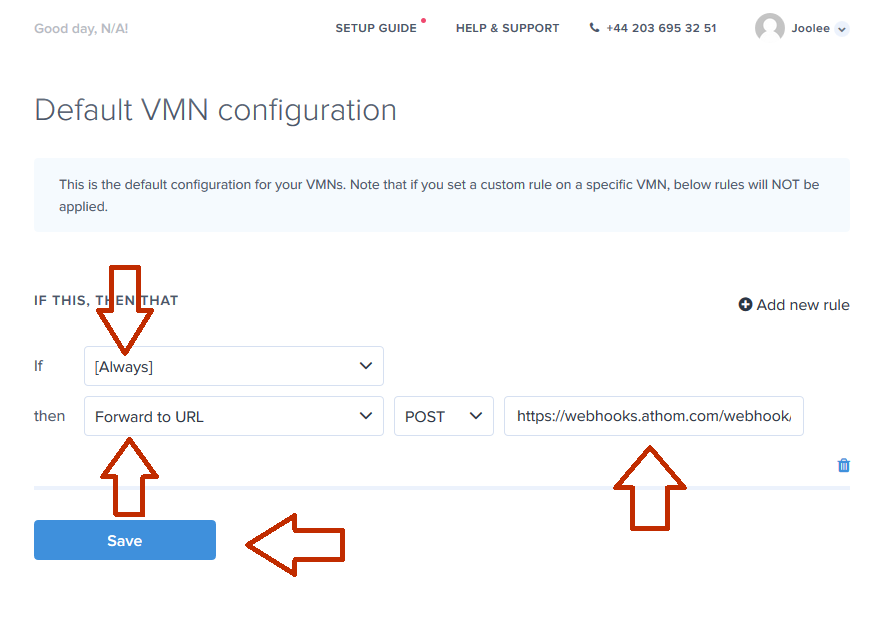 Good day, N/A!
SETUP GUIDE
HELP & SUPPORT
+44 203 695 32 51
Joolee
Default VMN configuration
This is the default configuration for your VMNs. Note that if you set a custom rule on a specific VMN, below rules will NOT be
applied.
IF THIS, THEN THAT
Add new rule
If
[Always]
then
Forward to URL
POST
https://webhooks.athom.com/webhook/
Save